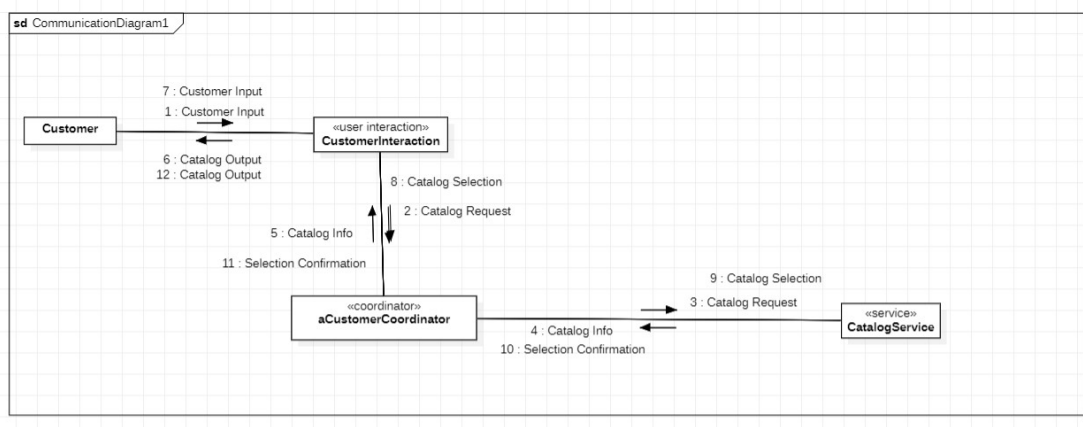 sd CommunicationDiagram1
7 : Customer Input
1 : Customer Input
Customer
«user interaction»
CustomerInteraction
6 : Catalog Output
12 : Catalog Output
8 : Catalog Selection
2 : Catalog Request
5 : Catalog Info
11 : Selection Confirmation
«coordinator»
aCustomerCoordinator
9 : Catalog Selection
3 : Catalog Request
4 : Catalog Info
10 : Selection Confirmation
«service»
CatalogService